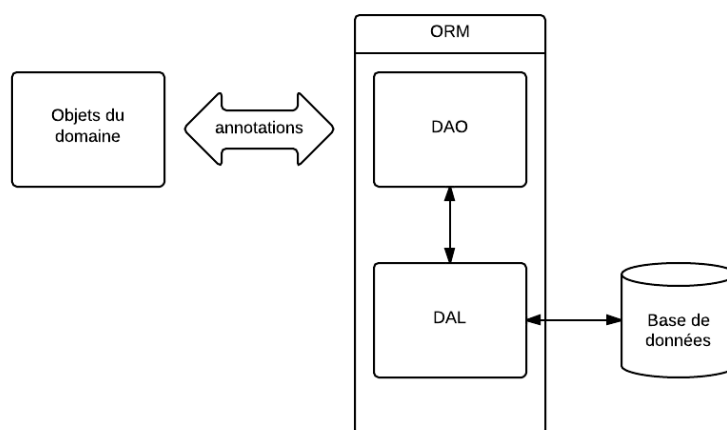 ORM
Objets du
domaine
annotations
DAO
DAL
Base de
données